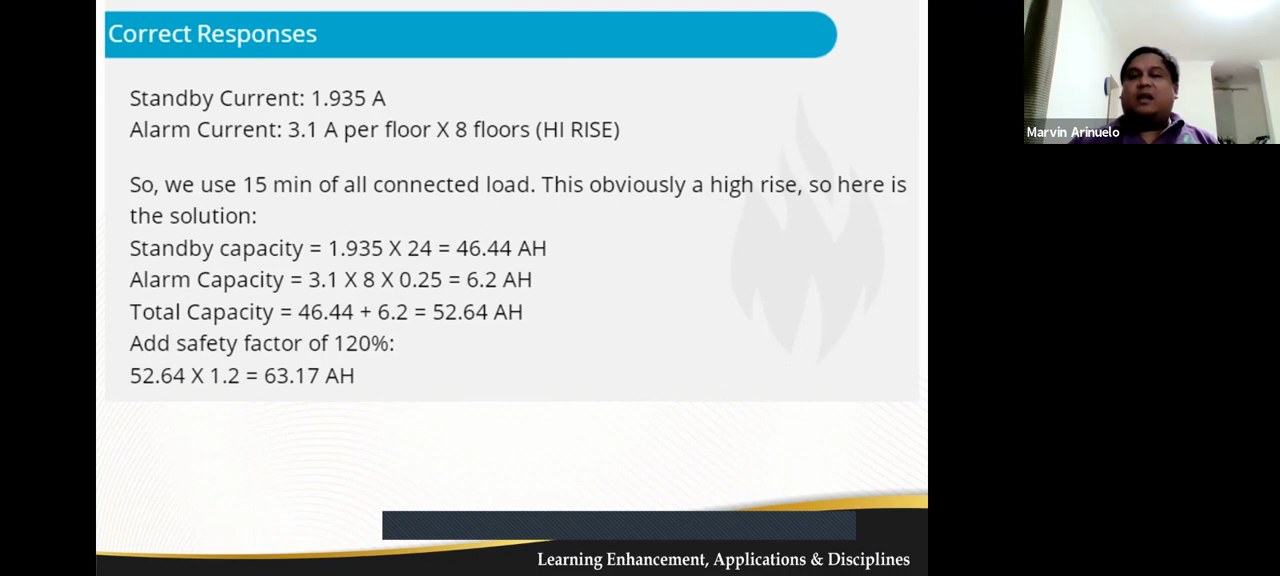 Correct Responses
Standby Current: 1.935 A
Alarm Current: 3.1 A per floor X 8 floors (HI RISE)
So, we use 15 min of all connected load. This obviously a high rise, so here is
the solution:
Standby capacity = 1.935 X 24 = 46.44 AH
Alarm Capacity = 3.1 X 8 X 0.25 = 6.2 AH
Total Capacity = 46.44 + 6.2 = 52.64 AH
Add safety factor of 120%:
52.64 X 1.2 = 63.17 AH
Learning Enhancement, Applications & Disciplines
Marvin Arinuelo